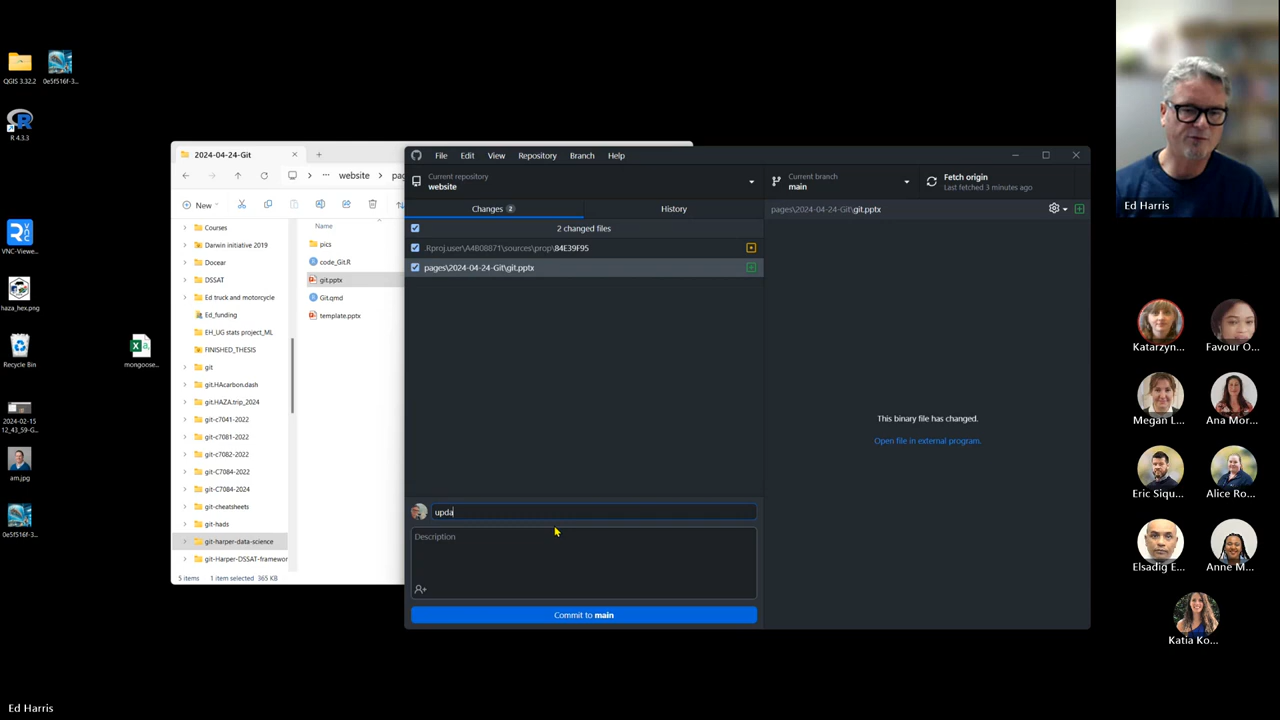 QGIS 3.32.2
0e5f516f-3...
R 4.3.3
VNC-Viewe...
haza_hex.png
Recycle Bin
mongoose...
2024-02-15
12_43_59-G...
am.jpg
0e5f516f-3...
2024-04-24-Git
website
pag
New
Courses
Darwin initiative 2019
Docear
DSSAT
Ed truck and motorcycle
Ed_funding
EH_UG stats project_ML
FINISHED_THESIS
git
git.HAcarbon.dash
git.HAZA.trip_2024
git-c7041-2022
git-c7081-2022
git-c7082-2022
git-C7084-2022
git-C7084-2024
git-cheatsheets
git-hads
git-harper-data-science
git-Harper-DSSAT-framewor
Name
pics
code_Git.R
git.pptx
Git.qmd
template.pptx
5 items 1 item selected 365 KB
File Edit View Repository Branch Help
Current repository
website
Current branch
main
Fetch origin
Last fetched 3 minutes ago
Changes 2
History
pages\2024-04-24-Git\git.pptx
2 changed files
.Rproj.user\A4B08871\sources\prop\84E39F95
pages\2024-04-24-Git\git.pptx
This binary file has changed.
Open file in external program.
upda
Description
Commit to main
Ed Harris
Katarzyn...
Favour O...
Megan L...
Ana Mor...
Eric Siqu...
Alice Ro...
Elsadig E...
Anne M...
Katia Ko...
Ed Harris